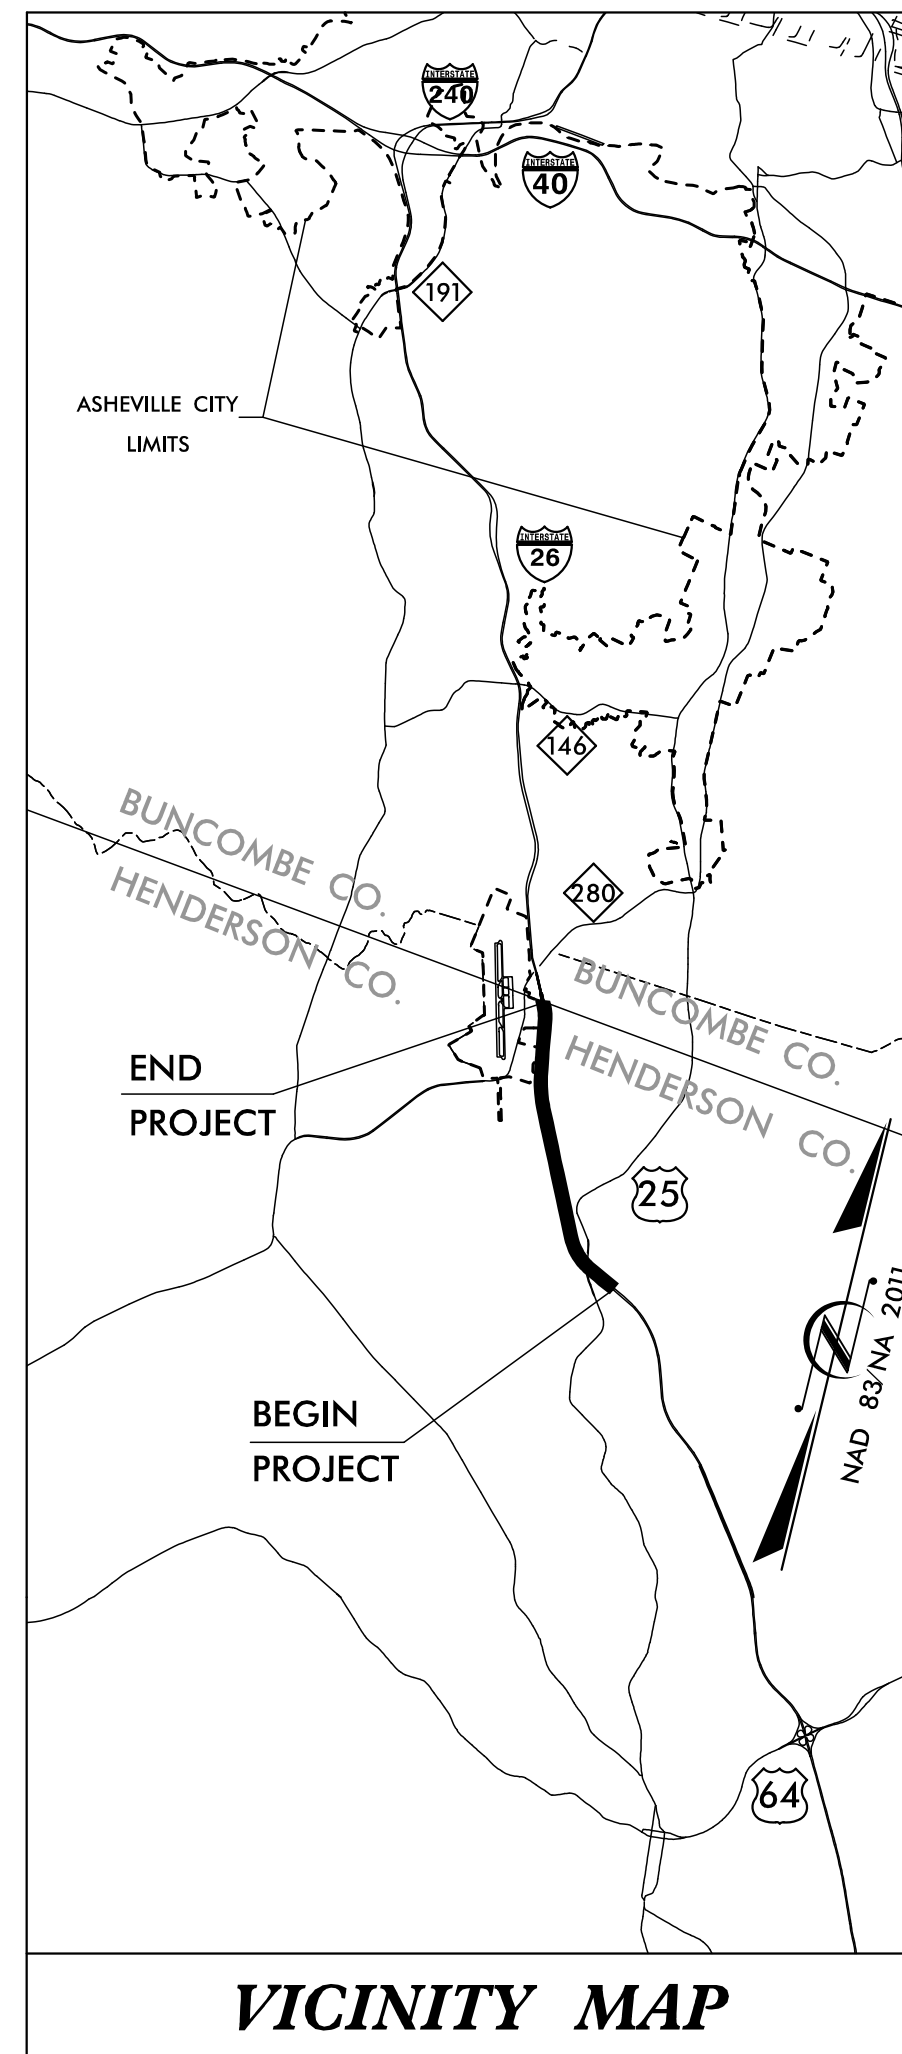 INTERSTATE
240
INTERSTATE
40
191
ASHEVILLE CITY
LIMITS
INTERSTATE
26
146
BUNCOMBE CO.
HENDERSON CO.
280
BUNCOMBE CO.
HENDERSON CO.
END
PROJECT
25
NAD 83/NA 2011
BEGIN
PROJECT
64
VICINITY MAP